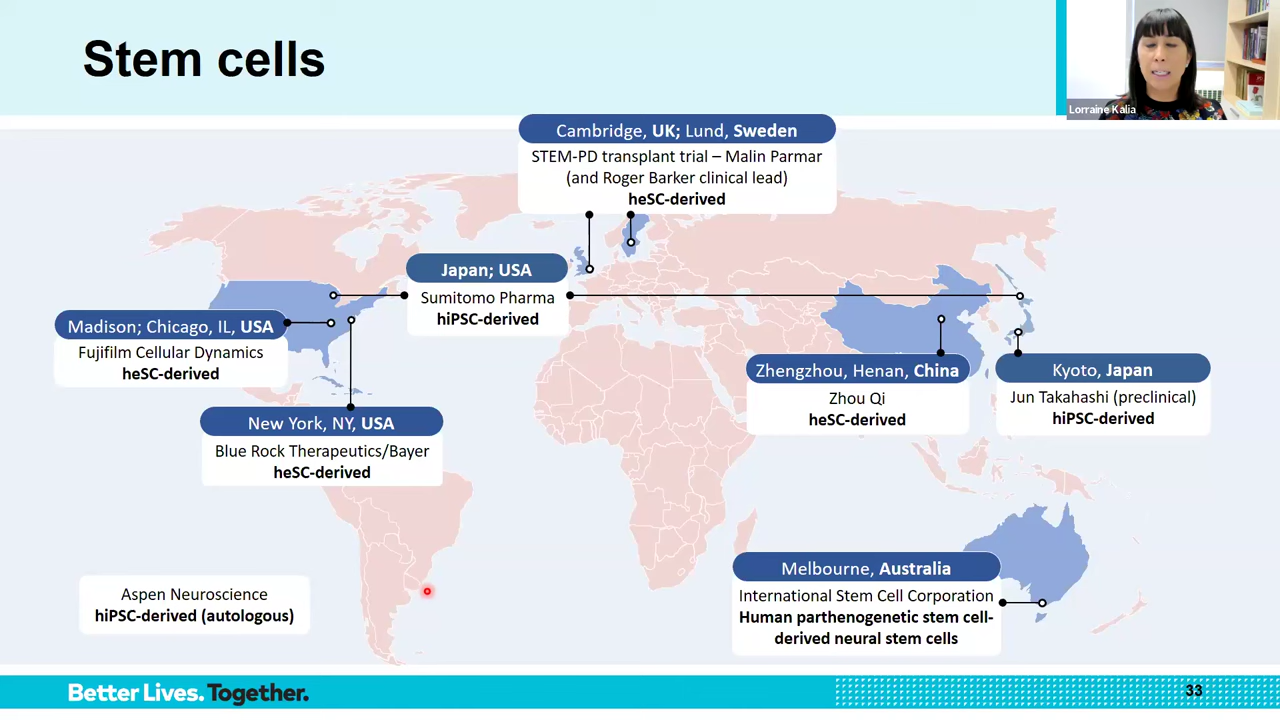 Stem cells
Lorraine Kalia
Cambridge, UK; Lund, Sweden
STEM-PD transplant trial – Malin Parmar
(and Roger Barker clinical lead)
heSC-derived
Japan; USA
Sumitomo Pharma
hiPSC-derived
Madison; Chicago, IL, USA
Fujifilm Cellular Dynamics
heSC-derived
New York, NY, USA
Blue Rock Therapeutics/Bayer
heSC-derived
Zhengzhou, Henan, China
Zhou Qi
heSC-derived
Kyoto, Japan
Jun Takahashi (preclinical)
hiPSC-derived
Melbourne, Australia
International Stem Cell Corporation
Human parthenogenetic stem cell-
derived neural stem cells
Aspen Neuroscience
hiPSC-derived (autologous)
Better Lives. Together.
33